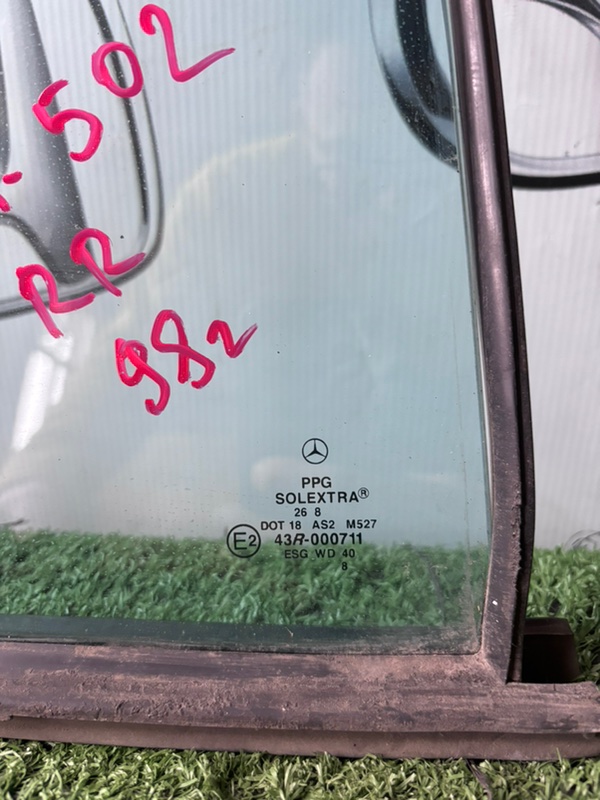 502
RR
982
PPG
SOLEXTRA®
26 8
DOT 18 AS2 M527
E2 43R-000711
ESG WD 40
8